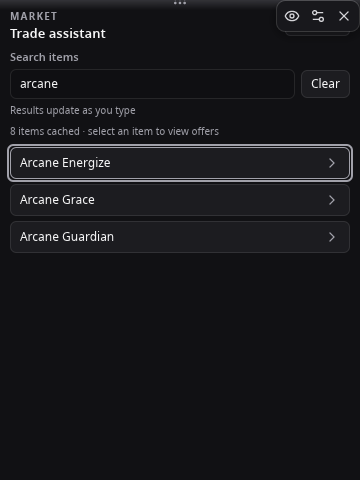 MARKET
Trade assistant
Search items
arcane
Clear
Results update as you type
8 items cached · select an item to view offers
Arcane Energize
Arcane Grace
Arcane Guardian